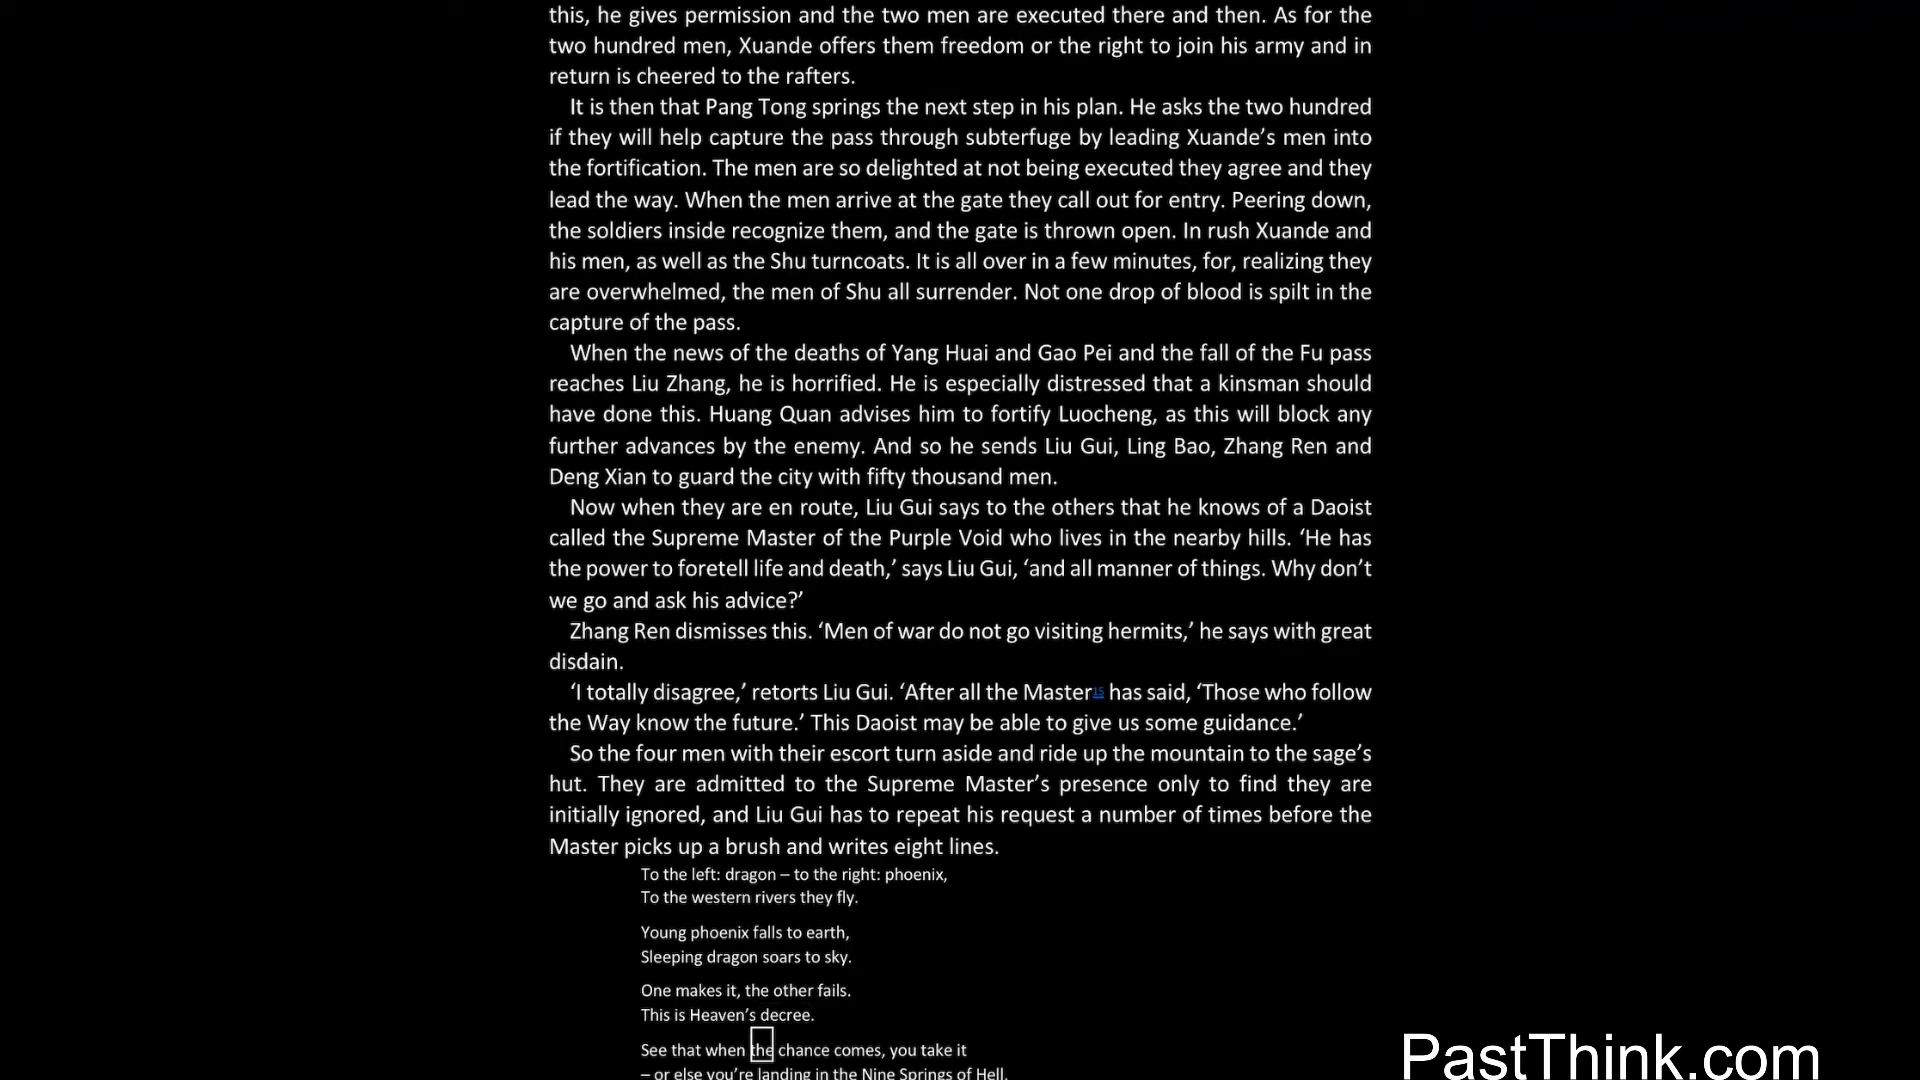 this, he gives permission and the two men are executed there and then. As for the
two hundred men, Xuande offers them freedom or the right to join his army and in
return is cheered to the rafters.
It is then that Pang Tong springs the next step in his plan. He asks the two hundred
if they will help capture the pass through subterfuge by leading Xuande’s men into
the fortification. The men are so delighted at not being executed they agree and they
lead the way. When the men arrive at the gate they call out for entry. Peering down,
the soldiers inside recognize them, and the gate is thrown open. In rush Xuande and
his men, as well as the Shu turncoats. It is all over in a few minutes, for, realizing they
are overwhelmed, the men of Shu all surrender. Not one drop of blood is spilt in the
capture of the pass.
When the news of the deaths of Yang Huai and Gao Pei and the fall of the Fu pass
reaches Liu Zhang, he is horrified. He is especially distressed that a kinsman should
have done this. Huang Quan advises him to fortify Luocheng, as this will block any
further advances by the enemy. And so he sends Liu Gui, Ling Bao, Zhang Ren and
Deng Xian to guard the city with fifty thousand men.
Now when they are en route, Liu Gui says to the others that he knows of a Daoist
called the Supreme Master of the Purple Void who lives in the nearby hills. ‘He has
the power to foretell life and death,’ says Liu Gui, ‘and all manner of things. Why don’t
we go and ask his advice?’
Zhang Ren dismisses this. ‘Men of war do not go visiting hermits,’ he says with great
disdain.
‘I totally disagree,’ retorts Liu Gui. ‘After all the Master15 has said, ‘Those who follow
the Way know the future.’ This Daoist may be able to give us some guidance.’
So the four men with their escort turn aside and ride up the mountain to the sage’s
hut. They are admitted to the Supreme Master’s presence only to find they are
initially ignored, and Liu Gui has to repeat his request a number of times before the
Master picks up a brush and writes eight lines.
To the left: dragon – to the right: phoenix,
To the western rivers they fly.
Young phoenix falls to earth,
Sleeping dragon soars to sky.
One makes it, the other fails.
This is Heaven’s decree.
See that when the chance comes, you take it
– or else you’re landing in the Nine Springs of Hell.
PastThink.com